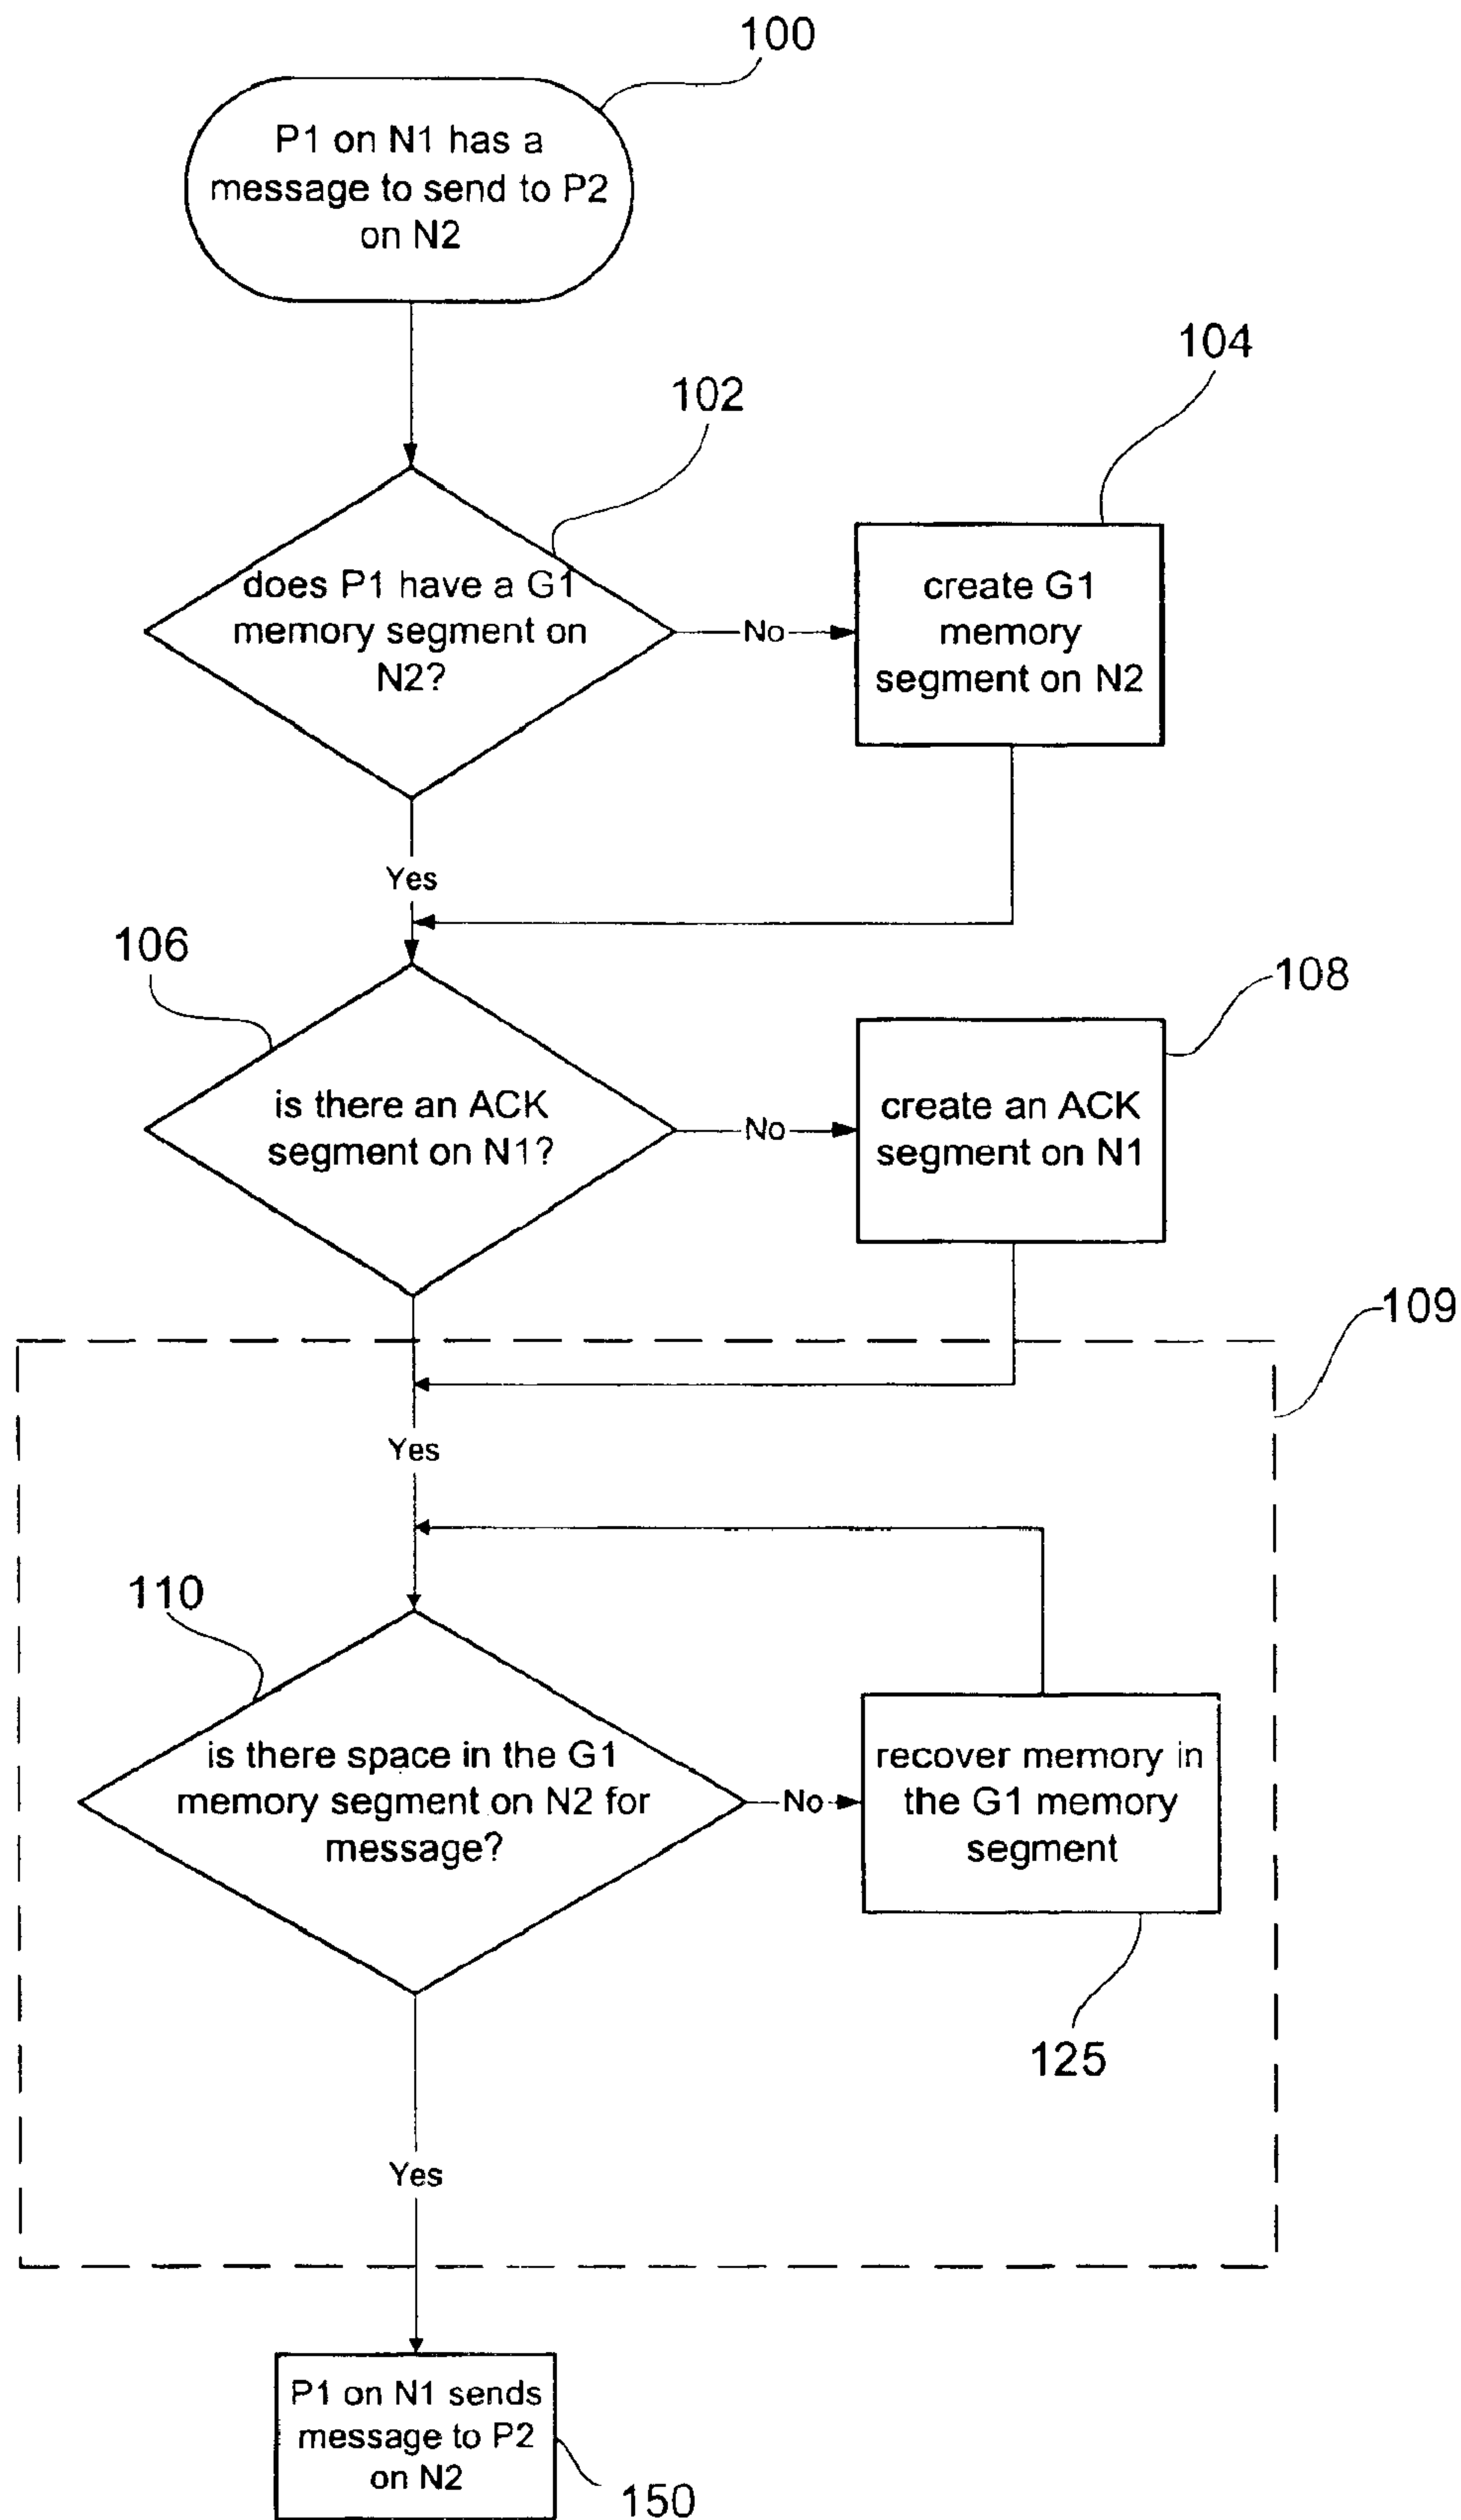 100
P1 on N1 has a
message to send to P2
on N2
104
102
does P1 have a G1
memory segment on
N2?
No
create G1
memory
segment on N2
Yes
106
108
is there an ACK
segment on N1?
No
create an ACK
segment on N1
109
Yes
110
is there space in the G1
memory segment on N2 for
message?
No
recover memory in
the G1 memory
segment
125
Yes
P1 on N1 sends
message to P2
on N2
150